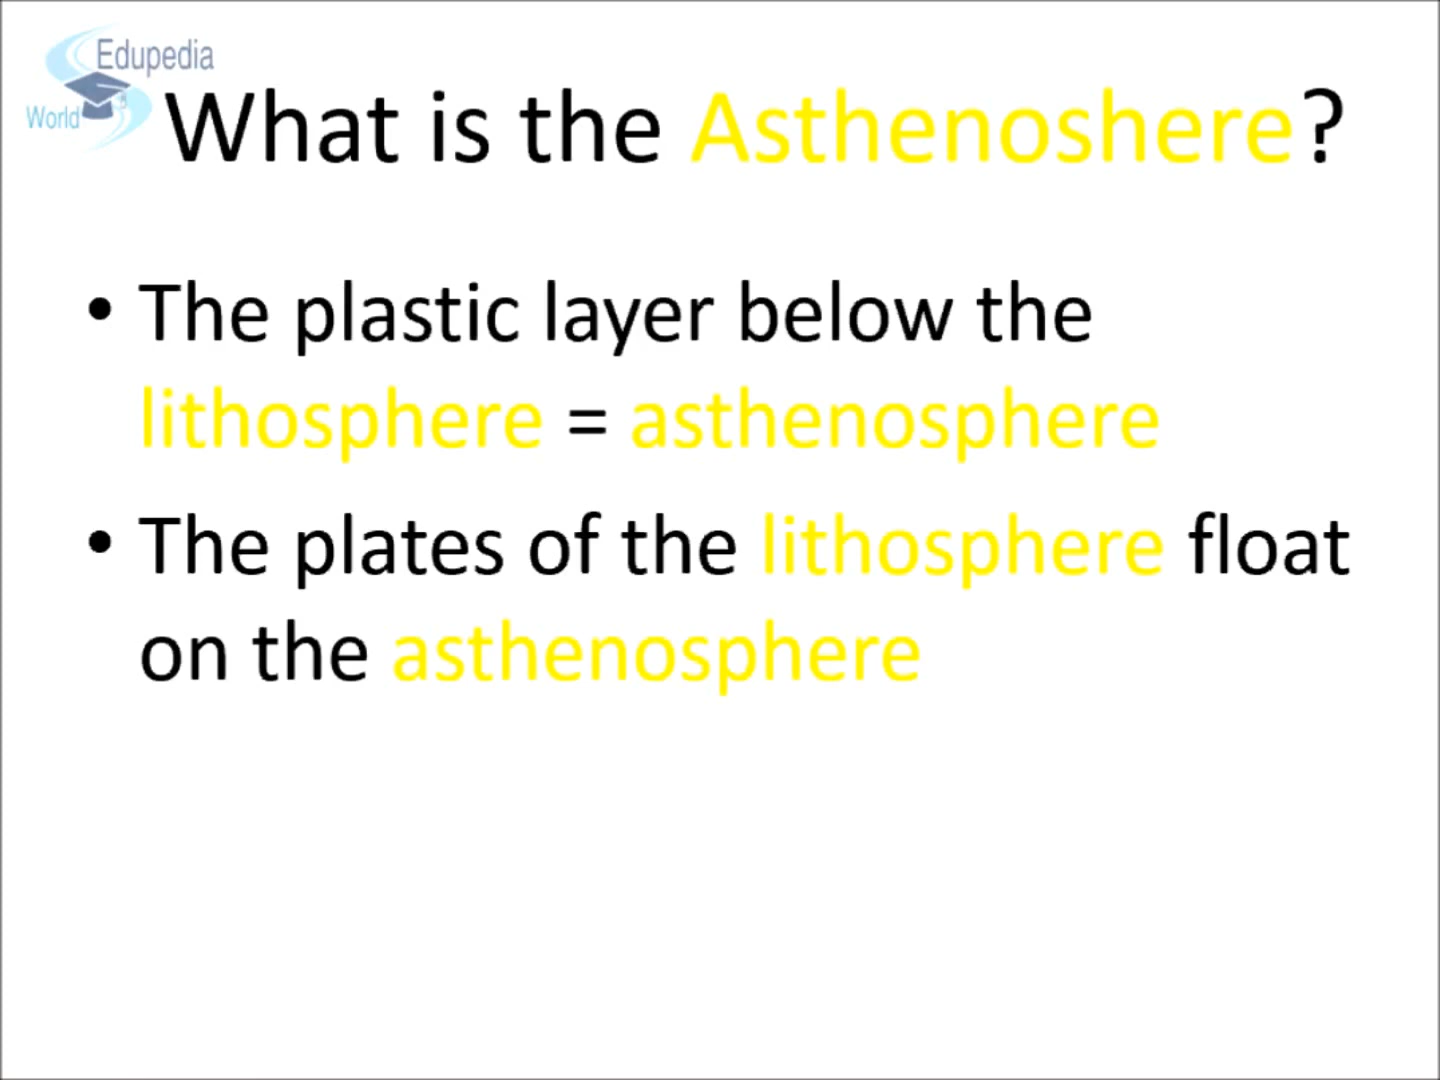 Edupedia
World
What is the Asthenoshere?
• The plastic layer below the
lithosphere = asthenosphere
• The plates of the lithosphere float
on the asthenosphere